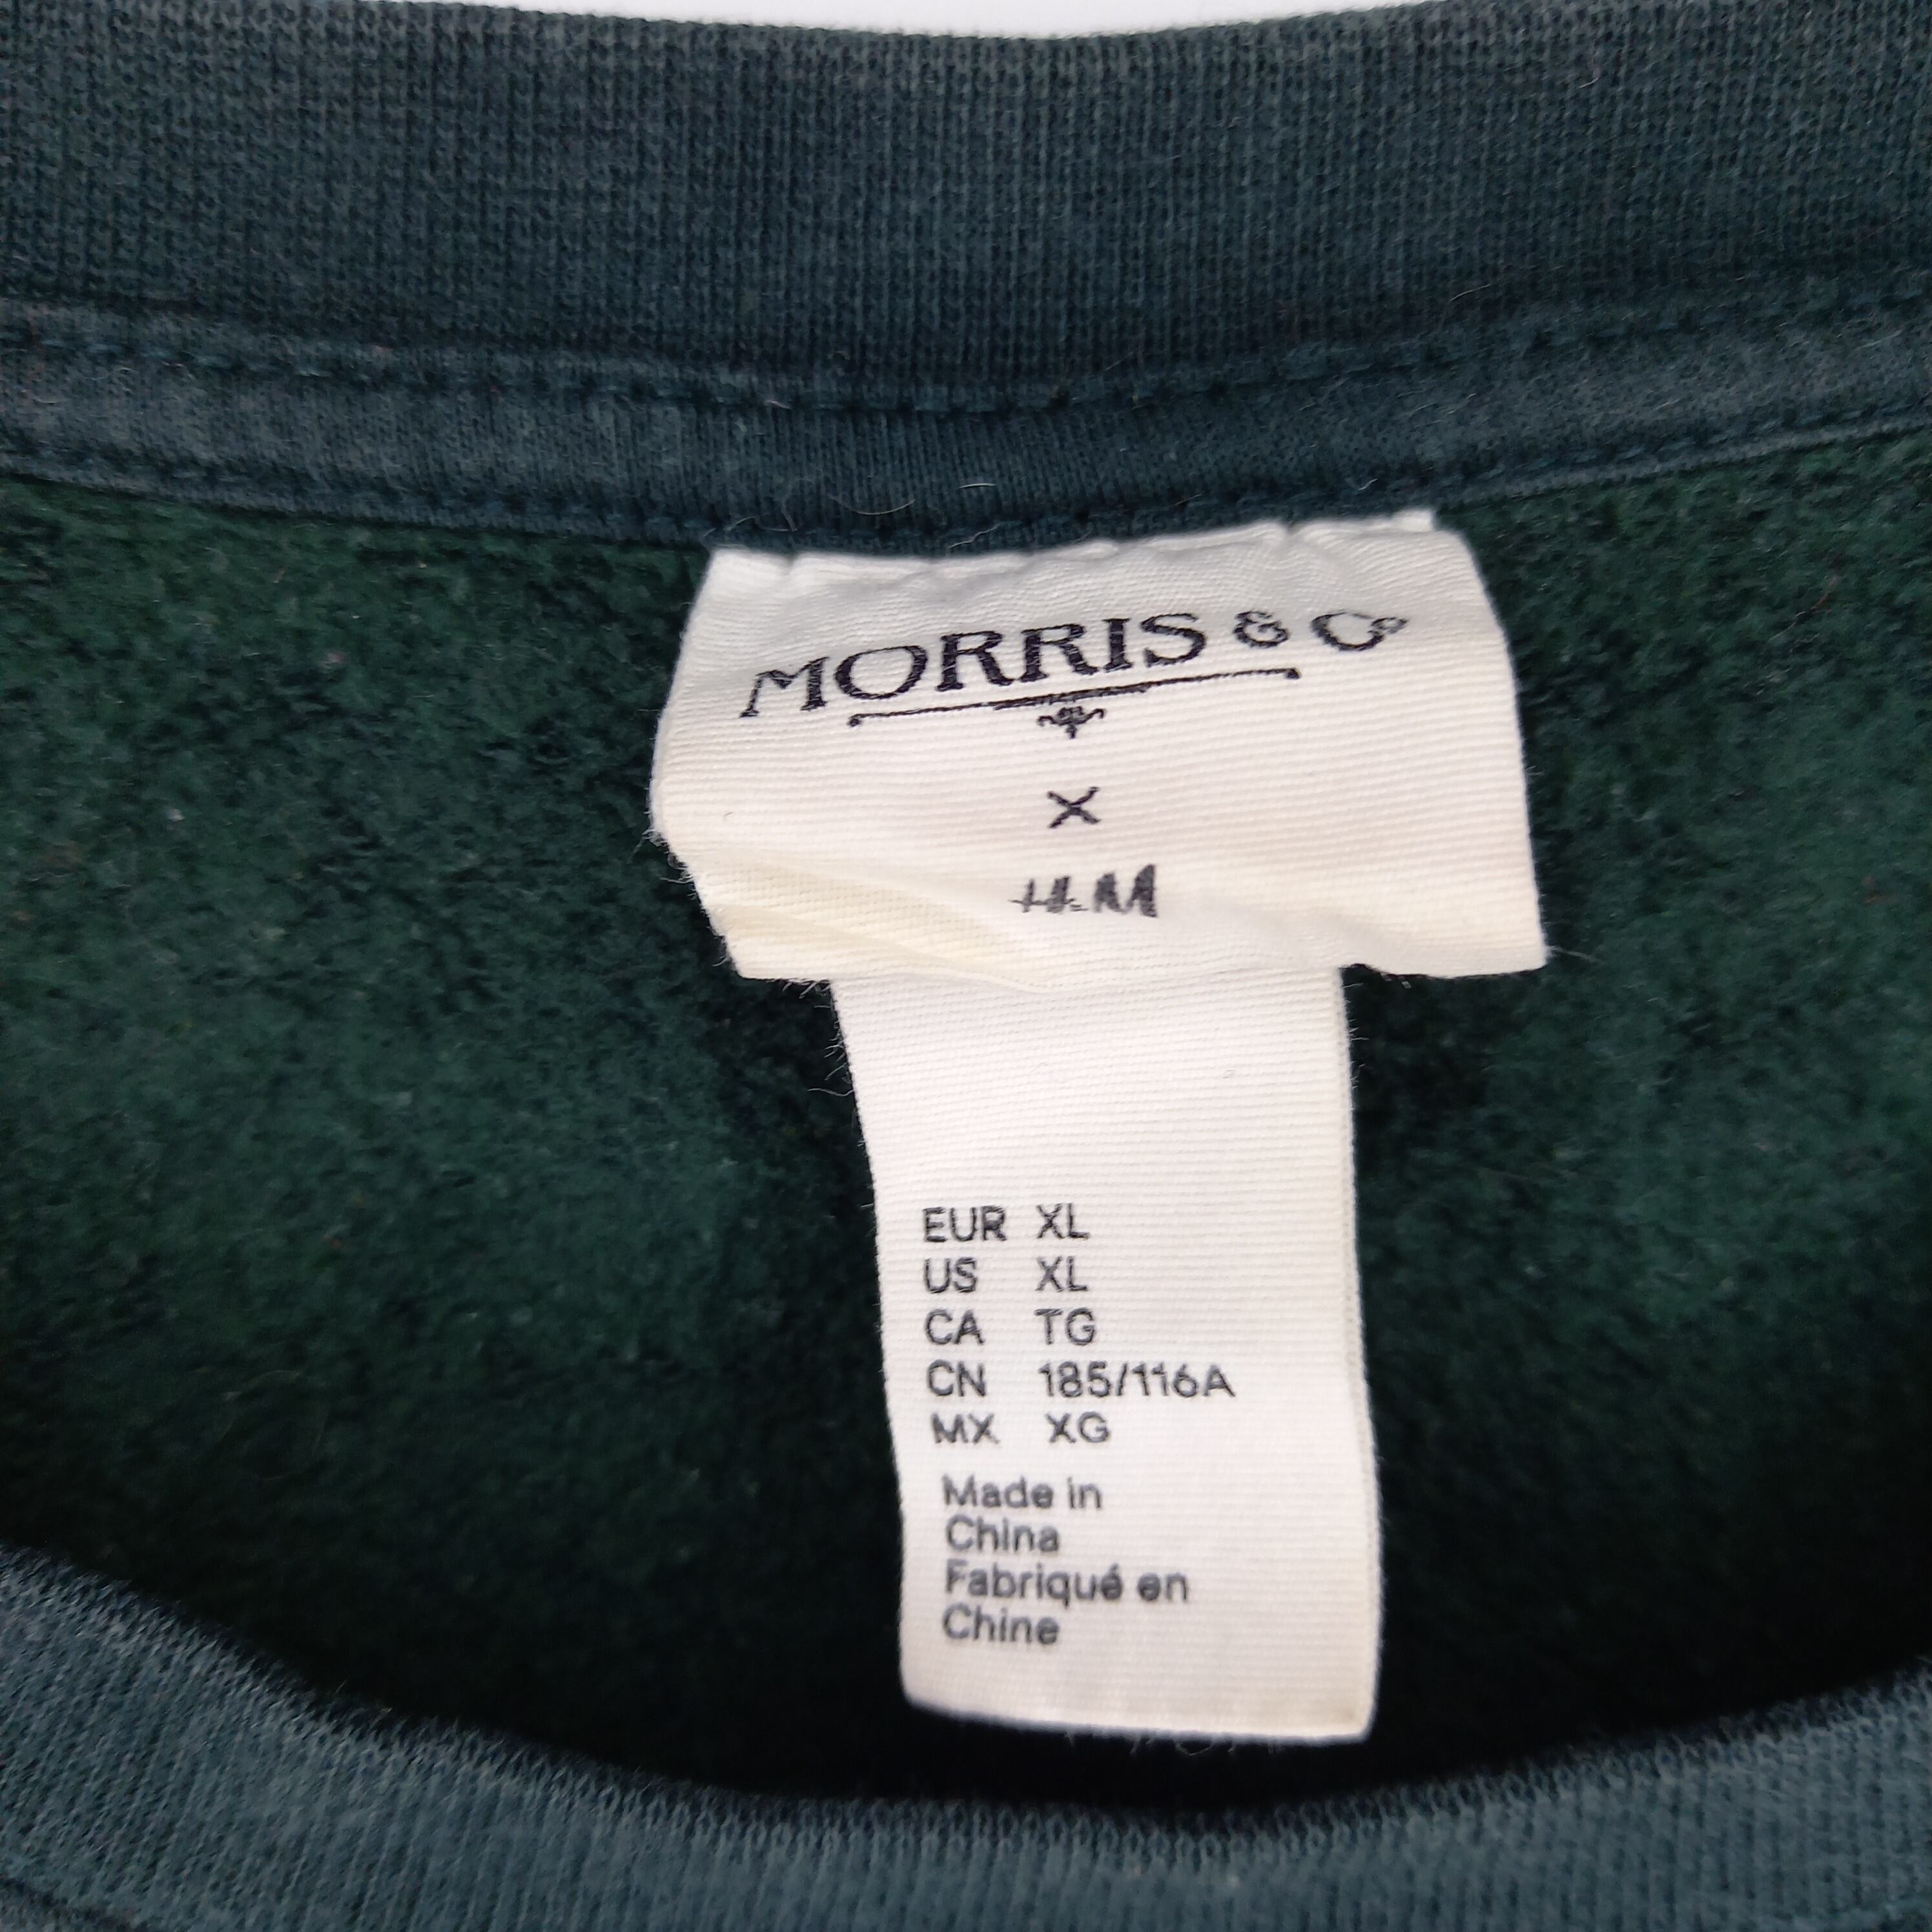 MORRIS & Co
X
H&M
EUR XL
US XL
CA TG
CN 185/116A
MX XG
Made in
China
Fabriqué en
Chine